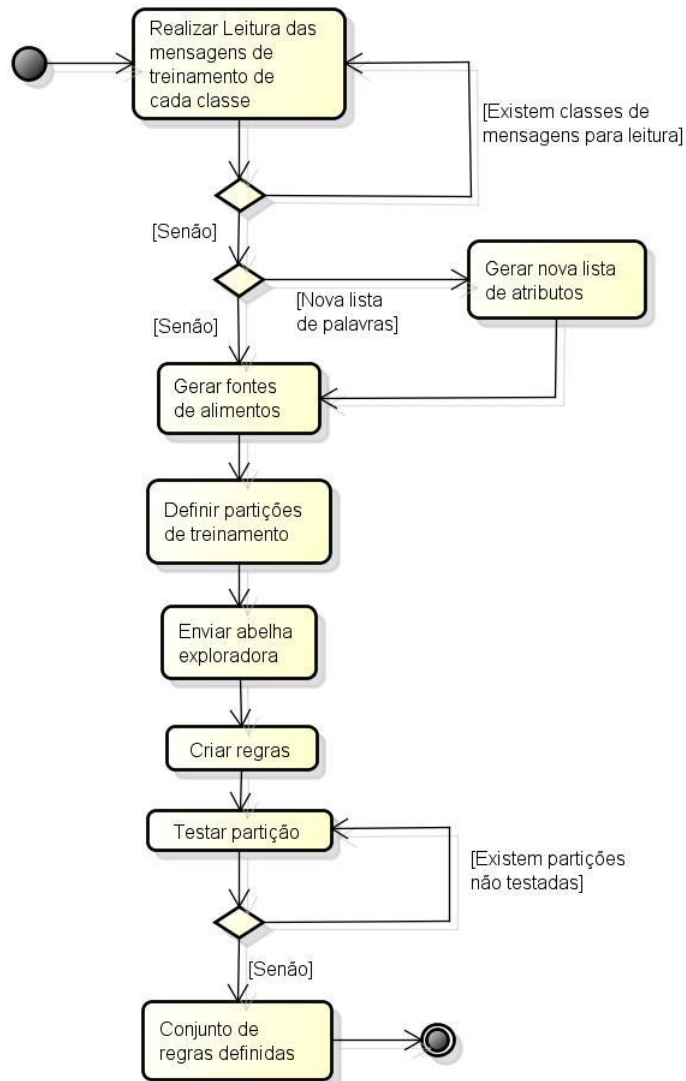 Realizar Leitura das
mensagens de
treinamento de
cada classe
[Existem classes de
mensagens para leitura]
[Senão]
Gerar nova lista
de atributos
[Nova lista
de palavras]
[Senão]
Gerar fontes
de alimentos
Definir partições
de treinamento
Enviar abelha
exploradora
Criar regras
Testar partição
[Existem partições
não testadas]
[Senão]
Conjunto de
regras definidas